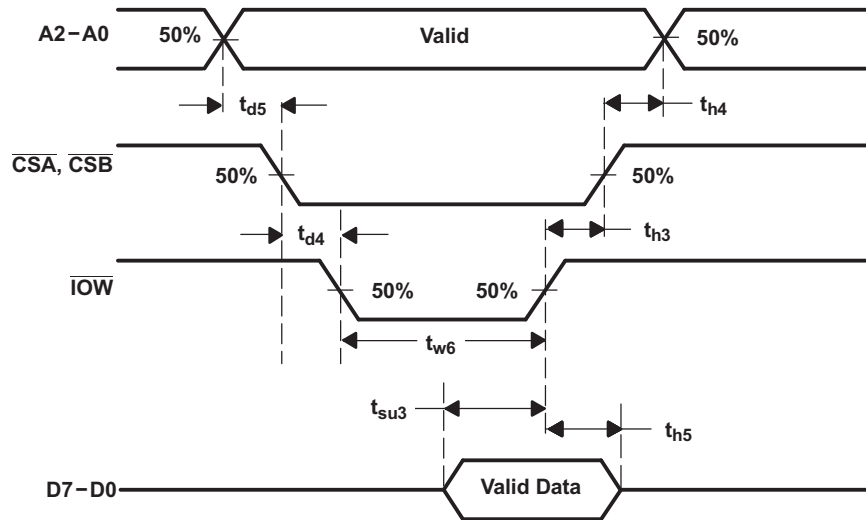 A2–A0
50%
Valid
50%
td5
th4
CSA, CSB
50%
50%
td4
th3
IOW
50%
50%
tw6
tsu3
th5
D7–D0
Valid Data